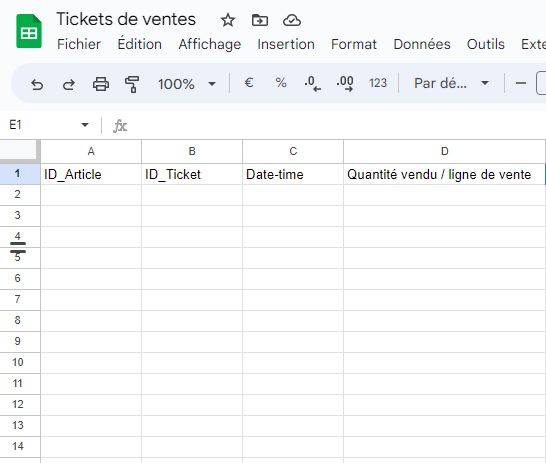 Tickets de ventes
Fichier Édition Affichage Insertion Format Données Outils Exte
100% € % .0 .00 123 Par dé...
E1 fx
A B C D
1 ID_Article ID_Ticket Date-time Quantité vendu / ligne de vente
2
3
4
5
6
7
8
9
10
11
12
13
14